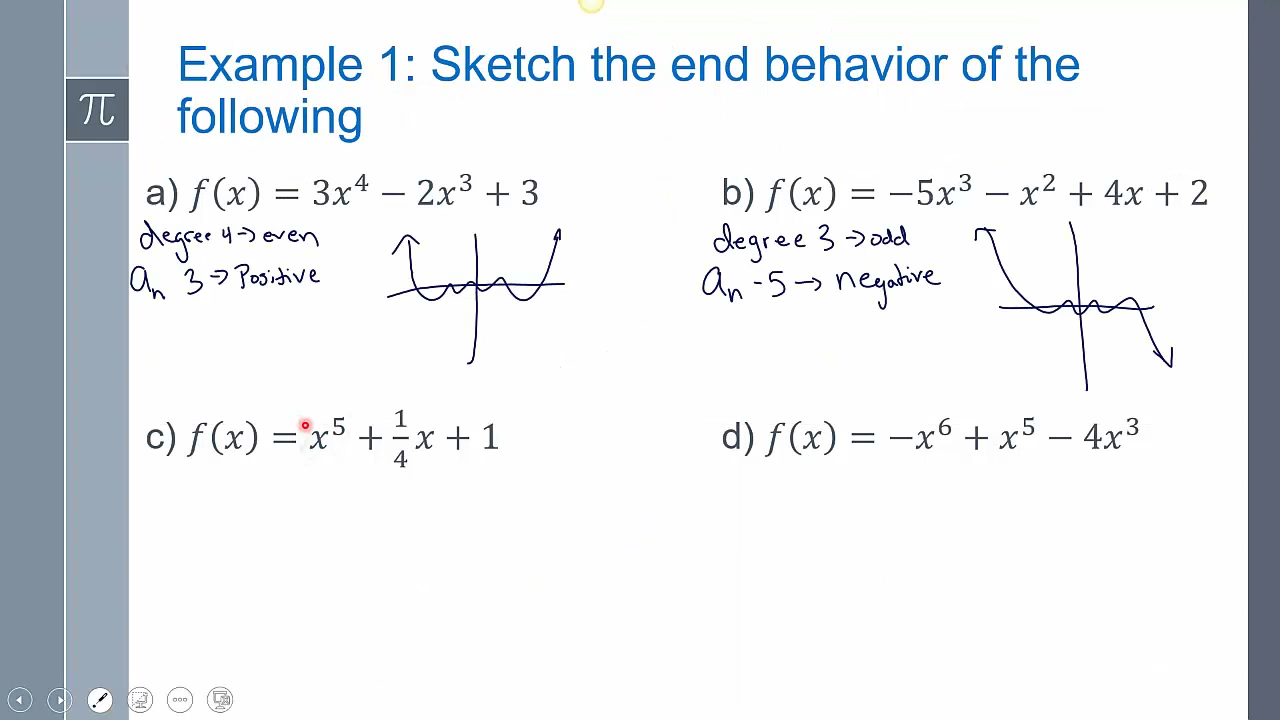 Example 1: Sketch the end behavior of the
following
π
a) f(x) = 3x⁴ − 2x³ + 3
degree 4 → even
aₙ 3 → Positive
b) f(x) = −5x³ − x² + 4x + 2
degree 3 → odd
aₙ -5 → negative
c) f(x) = x⁵ + 1/4 x + 1
d) f(x) = −x⁶ + x⁵ − 4x³